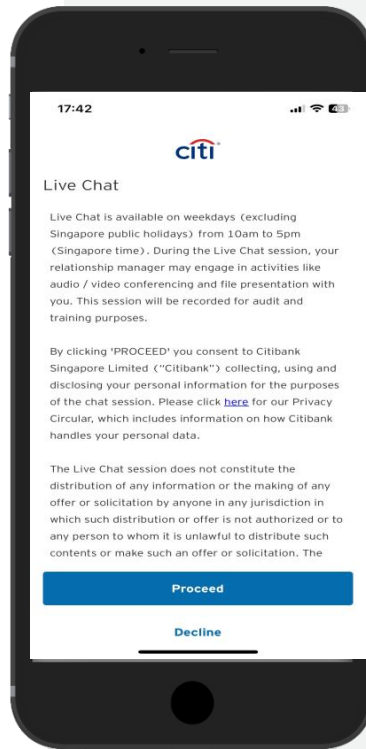 17:42
43
citi
Live Chat
Live Chat is available on weekdays (excluding
Singapore public holidays) from 10am to 5pm
(Singapore time). During the Live Chat session, your
relationship manager may engage in activities like
audio / video conferencing and file presentation with
you. This session will be recorded for audit and
training purposes.
By clicking 'PROCEED' you consent to Citibank
Singapore Limited ("Citibank") collecting, using and
disclosing your personal information for the purposes
of the chat session. Please click here for our Privacy
Circular, which includes information on how Citibank
handles your personal data.
The Live Chat session does not constitute the
distribution of any information or the making of any
offer or solicitation by anyone in any jurisdiction in
which such distribution or offer is not authorized or to
any person to whom it is unlawful to distribute such
contents or make such an offer or solicitation. The
Proceed
Decline